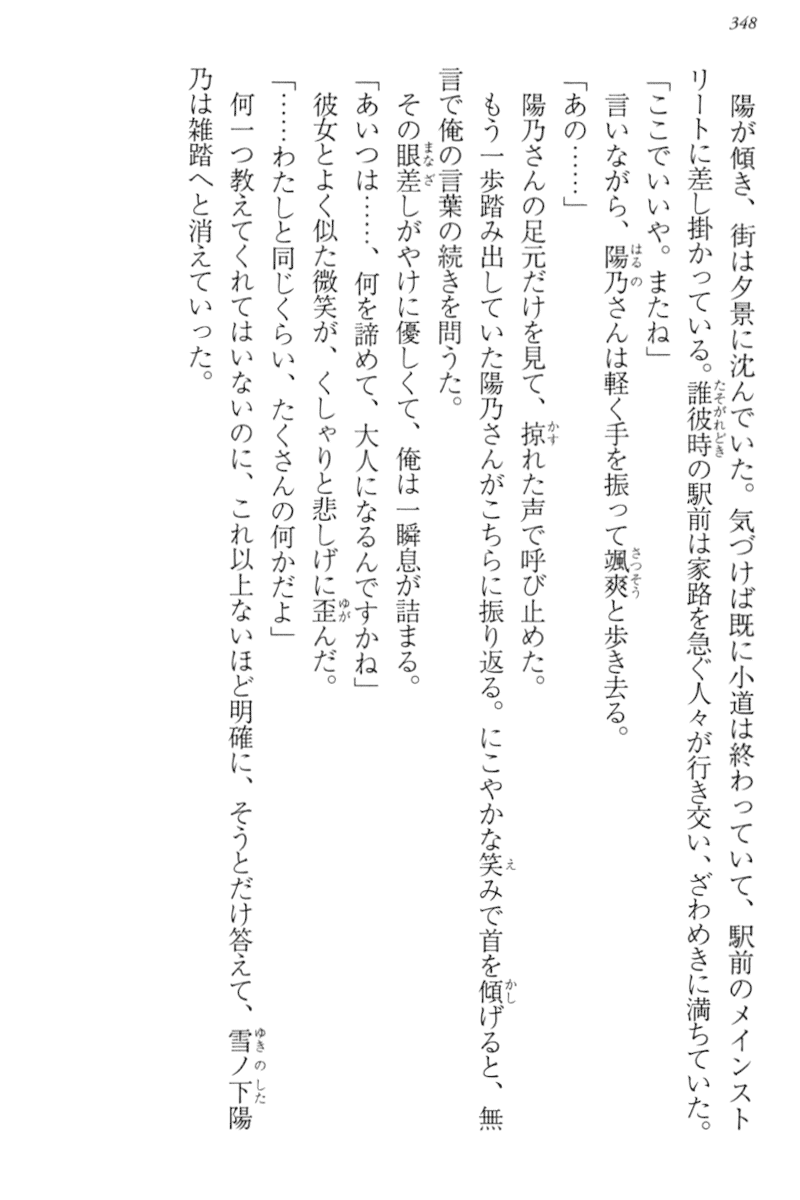 348
陽が傾き、街は夕景に沈んでいた。気づけば既に小道は終わっていて、駅前のメインスト
リートに差し掛かっている。誰彼時の駅前は家路を急ぐ人々が行き交い、ざわめきに満ちていた。
「ここでいいや。またね」
言いながら、陽乃さんは軽く手を振って颯爽と歩き去る。
「あの……」
陽乃さんの足元だけを見て、掠れた声で呼び止めた。
もう一歩踏み出していた陽乃さんがこちらに振り返る。にこやかな笑みで首を傾げると、無
言で俺の言葉の続きを問うた。
その眼差しがやけに優しくて、俺は一瞬息が詰まる。
「あいつは……、何を諦めて、大人になるんですかね」
彼女とよく似た微笑が、くしゃりと悲しげに歪んだ。
「……わたしと同じくらい、たくさんの何かだよ」
何一つ教えてくれてはいないのに、これ以上ないほど明確に、そうとだけ答えて、雪ノ下陽
乃は雑踏へと消えていった。